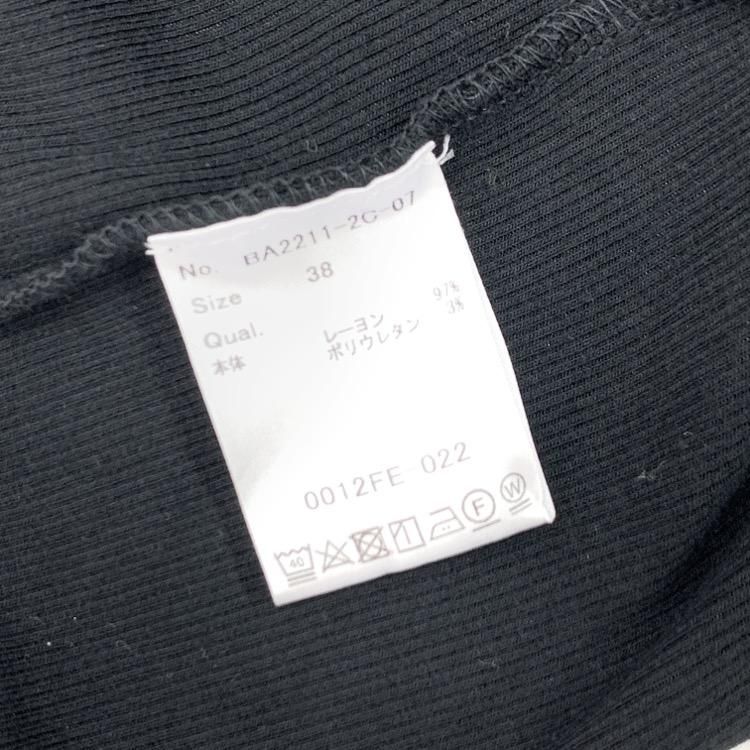 No. BA2211-2C-07
Size 38
Qual. レーヨン 97%
本体 ポリウレタン 3%
0012FE-022
40 F W